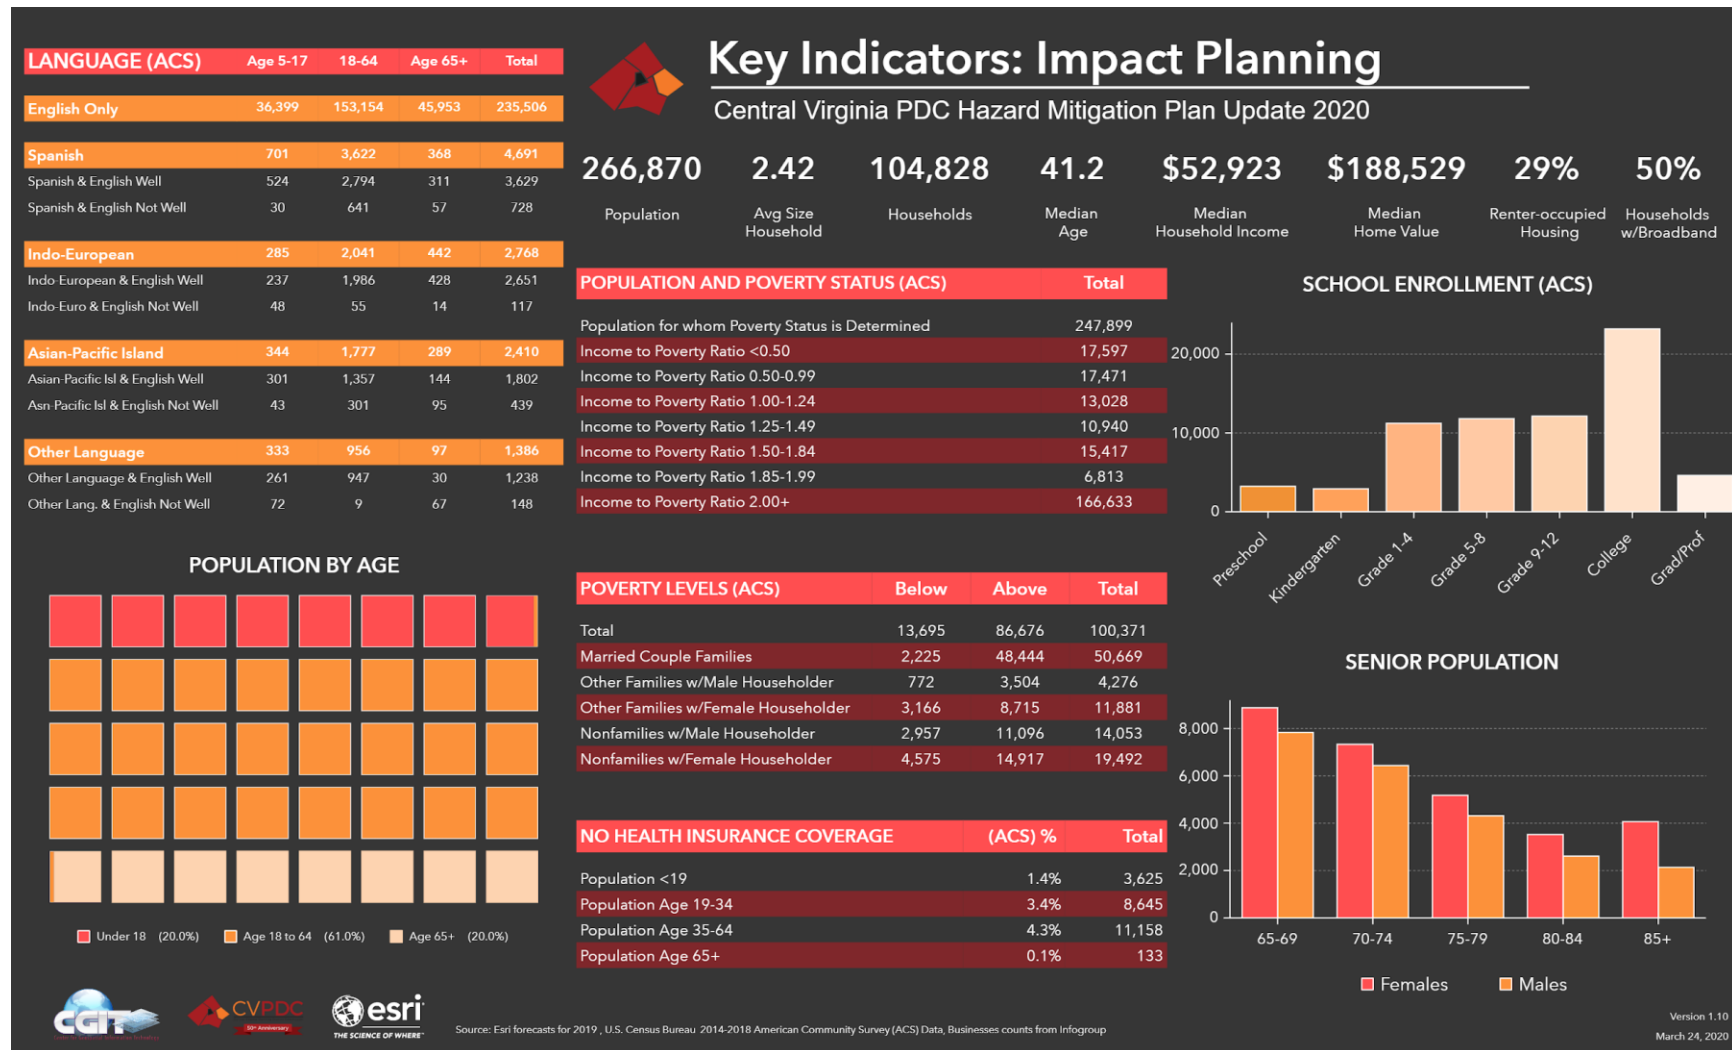 LANGUAGE (ACS) Age 5-17 18-64 Age 65+ Total
English Only 36,399 153,154 45,953 235,506
Spanish 701 3,622 368 4,691
Spanish & English Well 524 2,794 311 3,629
Spanish & English Not Well 30 641 57 728
Indo-European 285 2,041 442 2,768
Indo-European & English Well 237 1,986 428 2,651
Indo-Euro & English Not Well 48 55 14 117
Asian-Pacific Island 344 1,777 289 2,410
Asian-Pacific Isl & English Well 301 1,357 144 1,802
Asn-Pacific Isl & English Not Well 43 301 95 439
Other Language 333 956 97 1,386
Other Language & English Well 261 947 30 1,238
Other Lang. & English Not Well 72 9 67 148
POPULATION BY AGE
Under 18 (20.0%) Age 18 to 64 (61.0%) Age 65+ (20.0%)
Key Indicators: Impact Planning
Central Virginia PDC Hazard Mitigation Plan Update 2020
266,870 2.42 104,828 41.2 $52,923 $188,529 29% 50%
Population Avg Size Households Median Median Median Renter-occupied Households
Household Age Household Income Home Value Housing w/Broadband
POPULATION AND POVERTY STATUS (ACS) Total
Population for whom Poverty Status is Determined 247,899
Income to Poverty Ratio <0.50 17,597
Income to Poverty Ratio 0.50-0.99 17,471
Income to Poverty Ratio 1.00-1.24 13,028
Income to Poverty Ratio 1.25-1.49 10,940
Income to Poverty Ratio 1.50-1.84 15,417
Income to Poverty Ratio 1.85-1.99 6,813
Income to Poverty Ratio 2.00+ 166,633
POVERTY LEVELS (ACS) Below Above Total
Total 13,695 86,676 100,371
Married Couple Families 2,225 48,444 50,669
Other Families w/Male Householder 772 3,504 4,276
Other Families w/Female Householder 3,166 8,715 11,881
Nonfamilies w/Male Householder 2,957 11,096 14,053
Nonfamilies w/Female Householder 4,575 14,917 19,492
NO HEALTH INSURANCE COVERAGE (ACS) % Total
Population <19 1.4% 3,625
Population Age 19-34 3.4% 8,645
Population Age 35-64 4.3% 11,158
Population Age 65+ 0.1% 133
SCHOOL ENROLLMENT (ACS)
20,000
10,000
0
Preschool Kindergarten Grade 1-4 Grade 5-8 Grade 9-12 College Grad/Prof
SENIOR POPULATION
8,000
6,000
4,000
2,000
0
65-69 70-74 75-79 80-84 85+
Females Males
CGIT
CVPDC
50th Anniversary
esri
THE SCIENCE OF WHERE™
Source: Esri forecasts for 2019 , U.S. Census Bureau 2014-2018 American Community Survey (ACS) Data, Businesses counts from Infogroup
Version 1.10
March 24, 2020